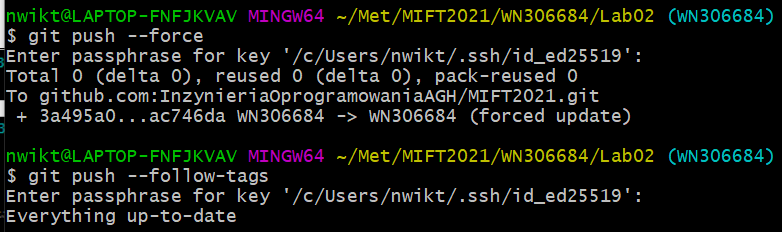 nwikt@LAPTOP-FNFJKVAV MINGW64 ~/Met/MIFT2021/WN306684/Lab02 (WN306684)
$ git push --force
Enter passphrase for key '/c/Users/nwikt/.ssh/id_ed25519':
Total 0 (delta 0), reused 0 (delta 0), pack-reused 0
To github.com:InzynieriaOprogramowaniaAGH/MIFT2021.git
 + 3a495a0...ac746da WN306684 -> WN306684 (forced update)
nwikt@LAPTOP-FNFJKVAV MINGW64 ~/Met/MIFT2021/WN306684/Lab02 (WN306684)
$ git push --follow-tags
Enter passphrase for key '/c/Users/nwikt/.ssh/id_ed25519':
Everything up-to-date